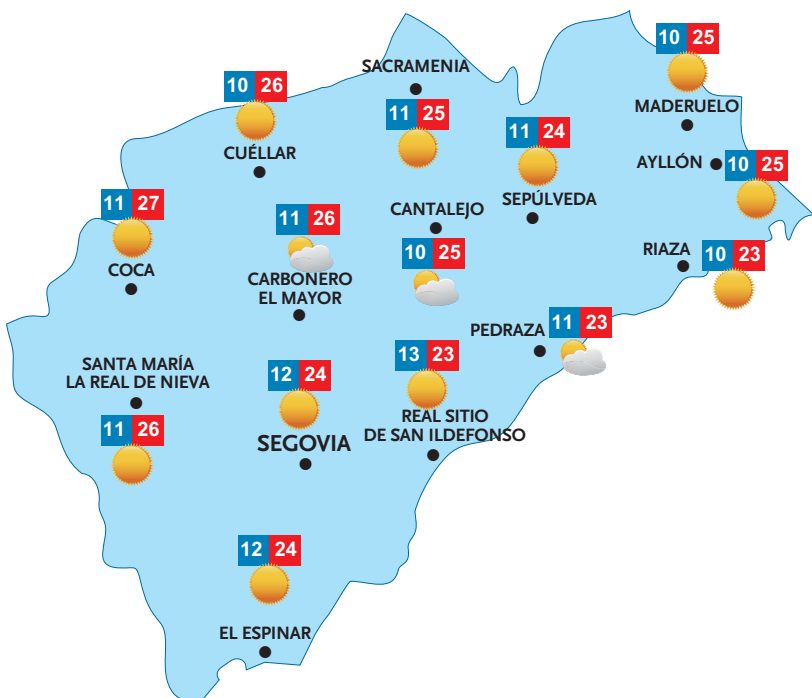 10 25
MADERUELO
SACRAMENIA
11 25
10 26
CUÉLLAR
11 24
SEPÚLVEDA
AYLLÓN
10 25
11 27
COCA
11 26
CARBONERO
EL MAYOR
CANTALEJO
10 25
RIAZA
10 23
PEDRAZA
11 23
SANTA MARÍA
LA REAL DE NIEVA
11 26
12 24
SEGOVIA
13 23
REAL SITIO
DE SAN ILDEFONSO
12 24
EL ESPINAR